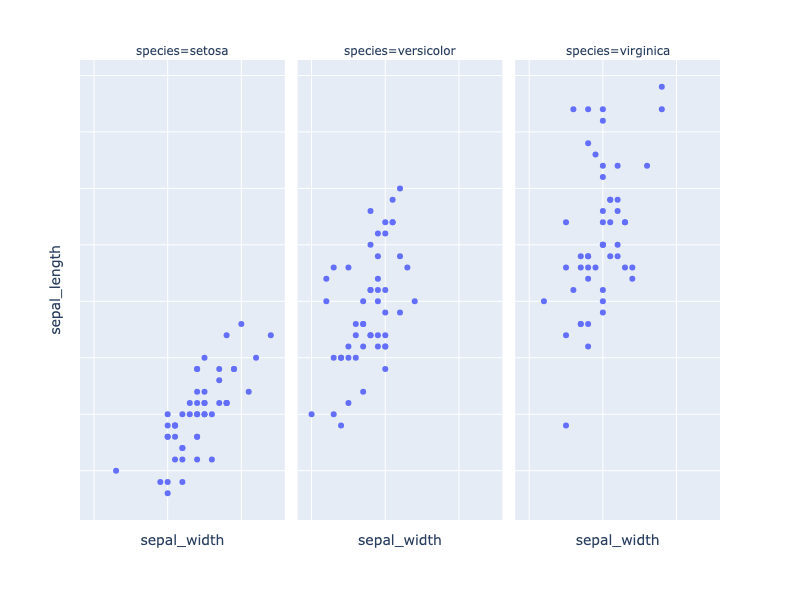 species=setosa
species=versicolor
species=virginica
sepal_length
sepal_width
sepal_width
sepal_width